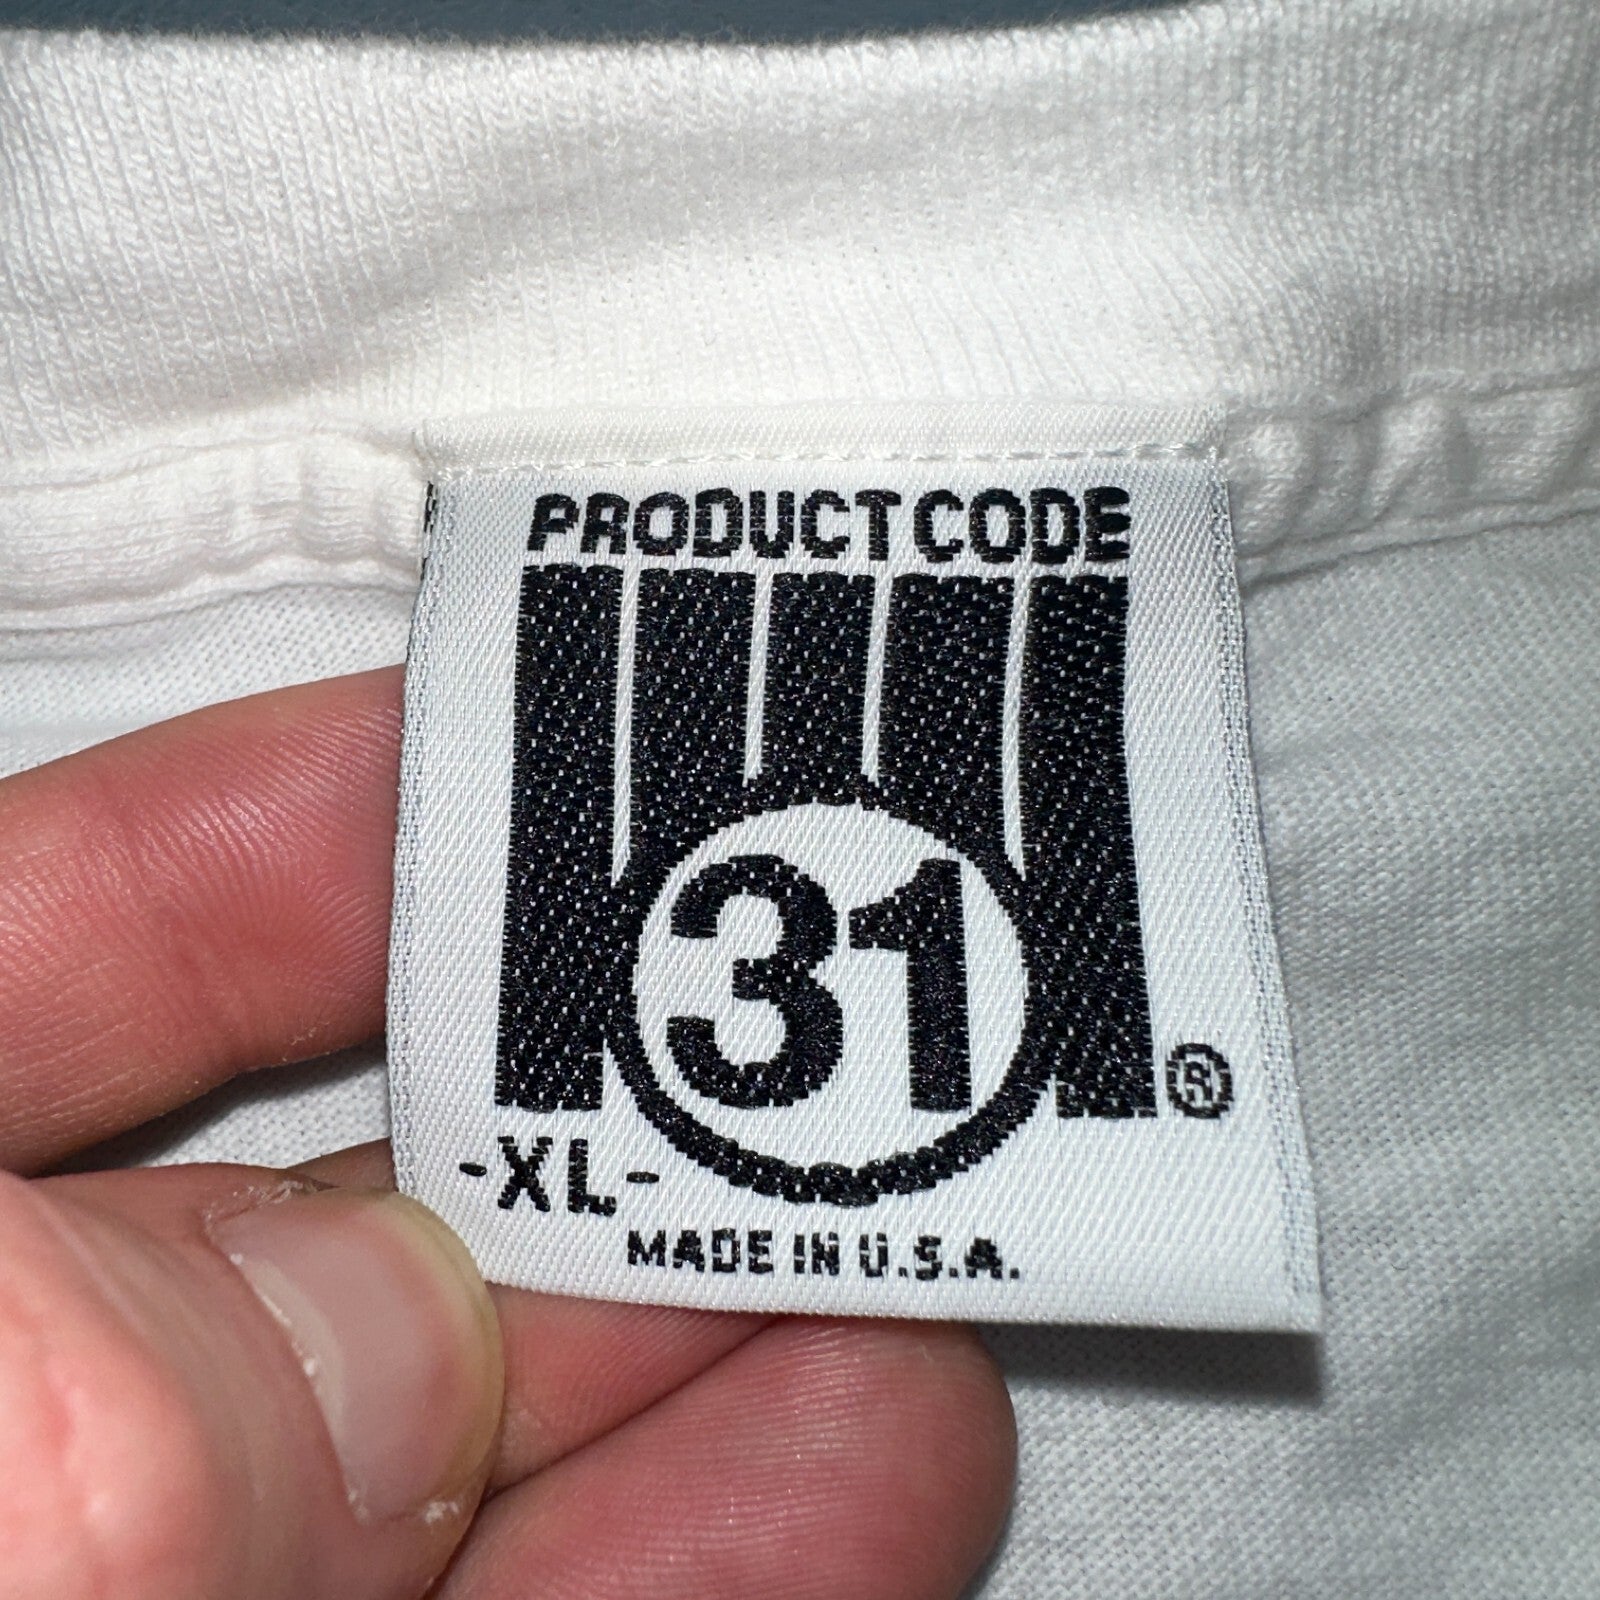 PRODUCT CODE
31
®
-XL-
MADE IN U.S.A.